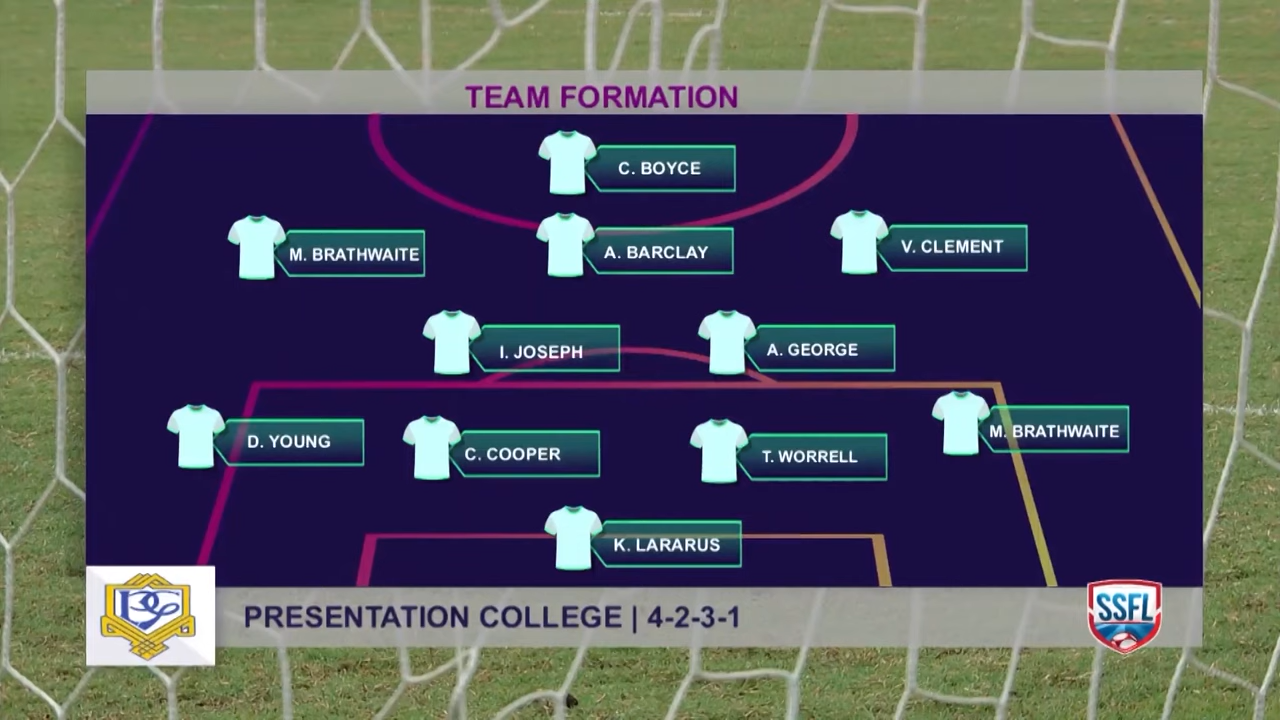 TEAM FORMATION
C. BOYCE
M. BRATHWAITE
A. BARCLAY
V. CLEMENT
I. JOSEPH
A. GEORGE
D. YOUNG
C. COOPER
T. WORRELL
M. BRATHWAITE
K. LARARUS
PRESENTATION COLLEGE | 4-2-3-1
SSFL